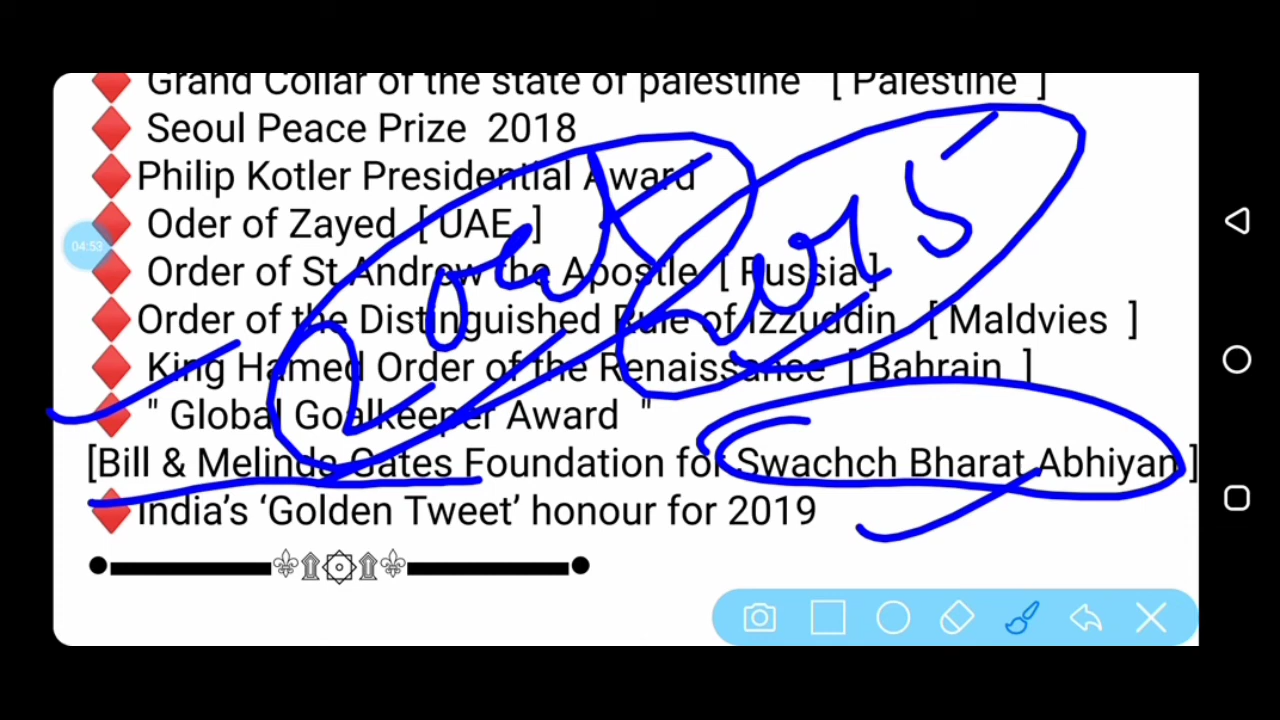 Grand Collar of the state of palestine [ Palestine ]
Seoul Peace Prize 2018
Philip Kotler Presidential Award
Oder of Zayed [ UAE ]
04:53
Order of St Andrew the Apostle [ Russia ]
Order of the Distinguished Rule of Izzuddin [ Maldvies ]
King Hamed Order of the Renaissance [ Bahrain ]
" Global Goalkeeper Award "
[Bill & Melinda Gates Foundation for Swachch Bharat Abhiyan ]
India's 'Golden Tweet' honour for 2019